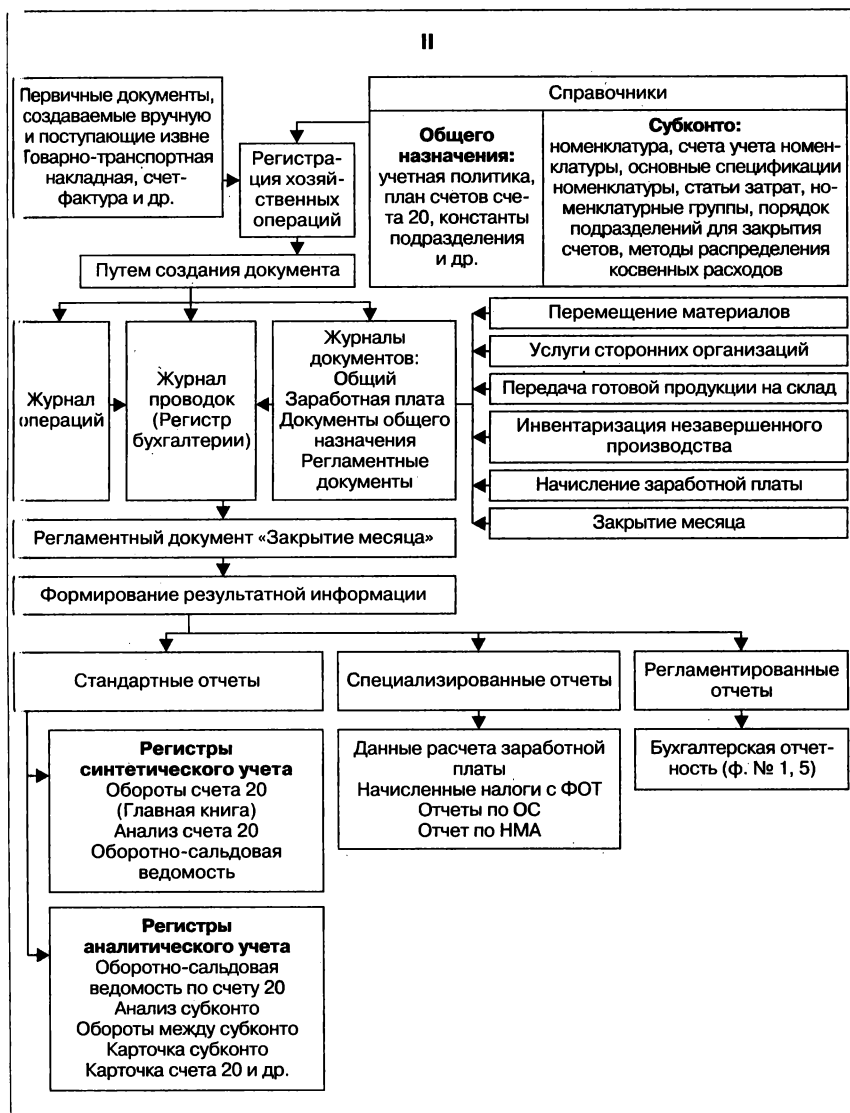 II
Первичные документы,
создаваемые вручную
и поступающие извне
Товарно-транспортная
накладная, счет-
фактура и др.
Регистра-
ция хозяй-
ственных
операций
Справочники
Общего
назначения:
учетная политика,
план счетов сче-
та 20, константы
подразделения
и др.
Субконто:
номенклатура, счета учета номен-
клатуры, основные спецификации
номенклатуры, статьи затрат, но-
менклатурные группы, порядок
подразделений для закрытия
счетов, методы распределения
косвенных расходов
Путем создания документа
Журнал
операций
Журнал
проводок
(Регистр
бухгалтерии)
Журналы
документов:
Общий
Заработная плата
Документы общего
назначения
Регламентные
документы
Перемещение материалов
Услуги сторонних организаций
Передача готовой продукции на склад
Инвентаризация незавершенного
производства
Начисление заработной платы
Закрытие месяца
Регламентный документ «Закрытие месяца»
Формирование результатной информации
Стандартные отчеты
Специализированные отчеты
Регламентированные
отчеты
Регистры
синтетического учета
Обороты счета 20
(Главная книга)
Анализ счета 20
Оборотно-сальдовая
ведомость
Данные расчета заработной
платы
Начисленные налоги с ФОТ
Отчеты по ОС
Отчет по НМА
Бухгалтерская отчет-
ность (ф. № 1, 5)
Регистры
аналитического учета
Оборотно-сальдовая
ведомость по счету 20
Анализ субконто
Обороты между субконто
Карточка субконто
Карточка счета 20 и др.